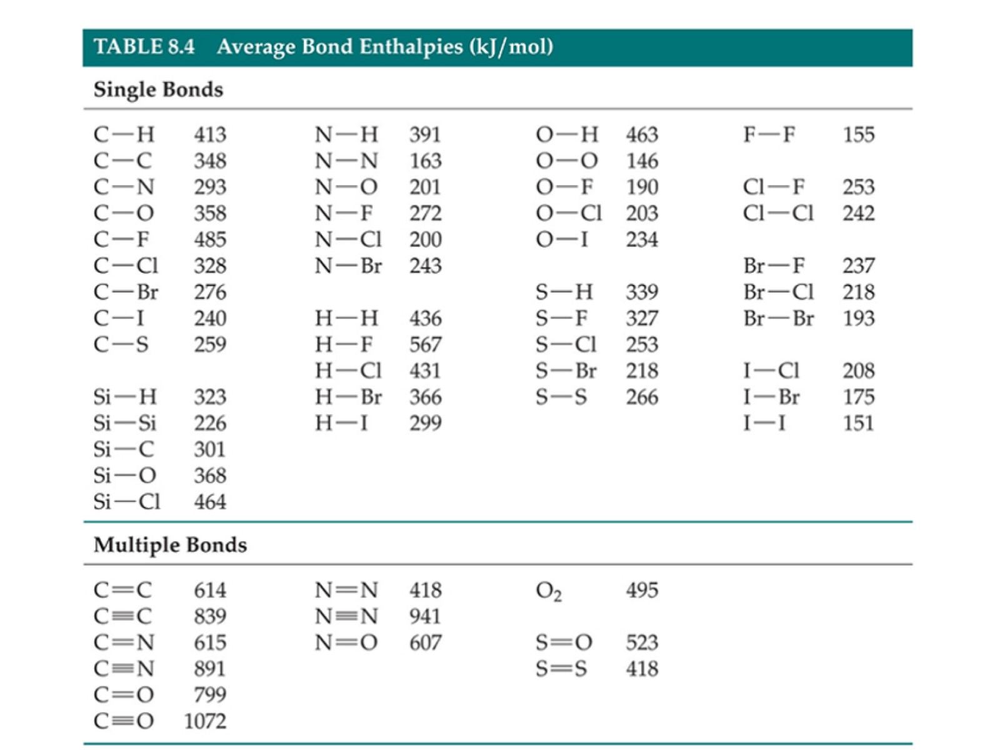 TABLE 8.4 Average Bond Enthalpies (kJ/mol)
Single Bonds
C—H 413 N—H 391 O—H 463 F—F 155
C—C 348 N—N 163 O—O 146
C—N 293 N—O 201 O—F 190 Cl—F 253
C—O 358 N—F 272 O—Cl 203 Cl—Cl 242
C—F 485 N—Cl 200 O—I 234
C—Cl 328 N—Br 243 Br—F 237
C—Br 276 S—H 339 Br—Cl 218
C—I 240 H—H 436 S—F 327 Br—Br 193
C—S 259 H—F 567 S—Cl 253
H—Cl 431 S—Br 218 I—Cl 208
Si—H 323 H—Br 366 S—S 266 I—Br 175
Si—Si 226 H—I 299 I—I 151
Si—C 301
Si—O 368
Si—Cl 464
Multiple Bonds
C=C 614 N=N 418 O₂ 495
C≡C 839 N≡N 941
C=N 615 N=O 607 S=O 523
C≡N 891 S=S 418
C=O 799
C≡O 1072